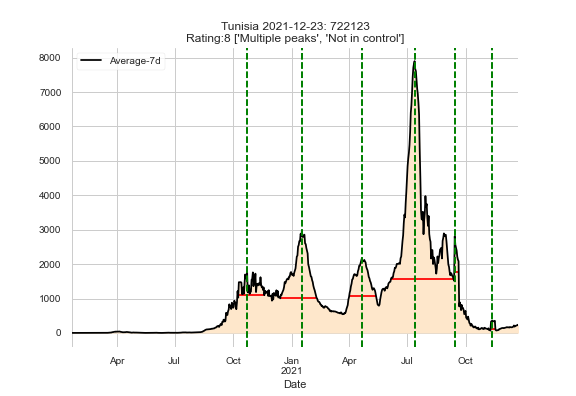 Tunisia 2021-12-23: 722123
Rating:8 ['Multiple peaks', 'Not in control']
Average-7d
8000
7000
6000
5000
4000
3000
2000
1000
0
Apr Jul Oct Jan Apr Jul Oct
2021
Date